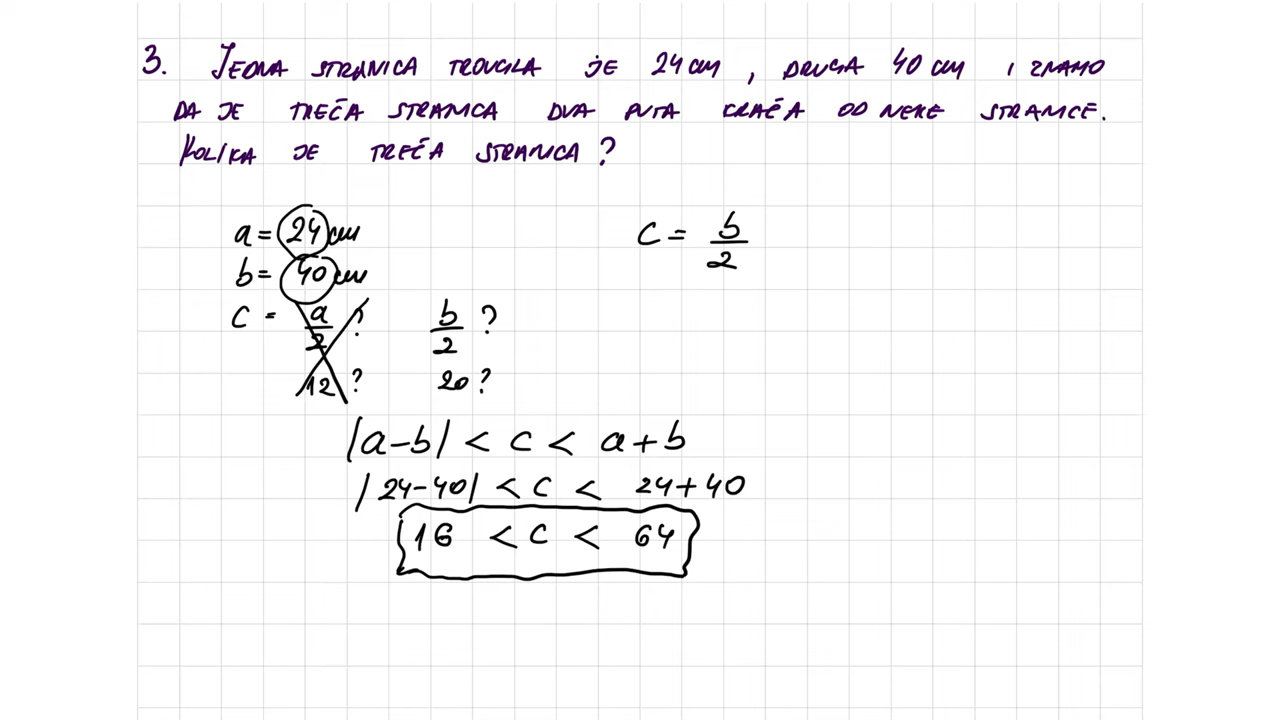 3. JEDNA STRANICA TROUGLA JE 24 cm, DRUGA 40 cm I ZNAMO
DA JE TREĆA STRANICA DVA PUTA KRAĆA OD NEKE STRANICE.
KOLIKA JE TREĆA STRANICA?
a = 24 cm
b = 40 cm
c = a/2 ? b/2 ?
12 ? 20 ?
c = b/2
|a-b| < c < a+b
|24-40| < c < 24+40
16 < c < 64